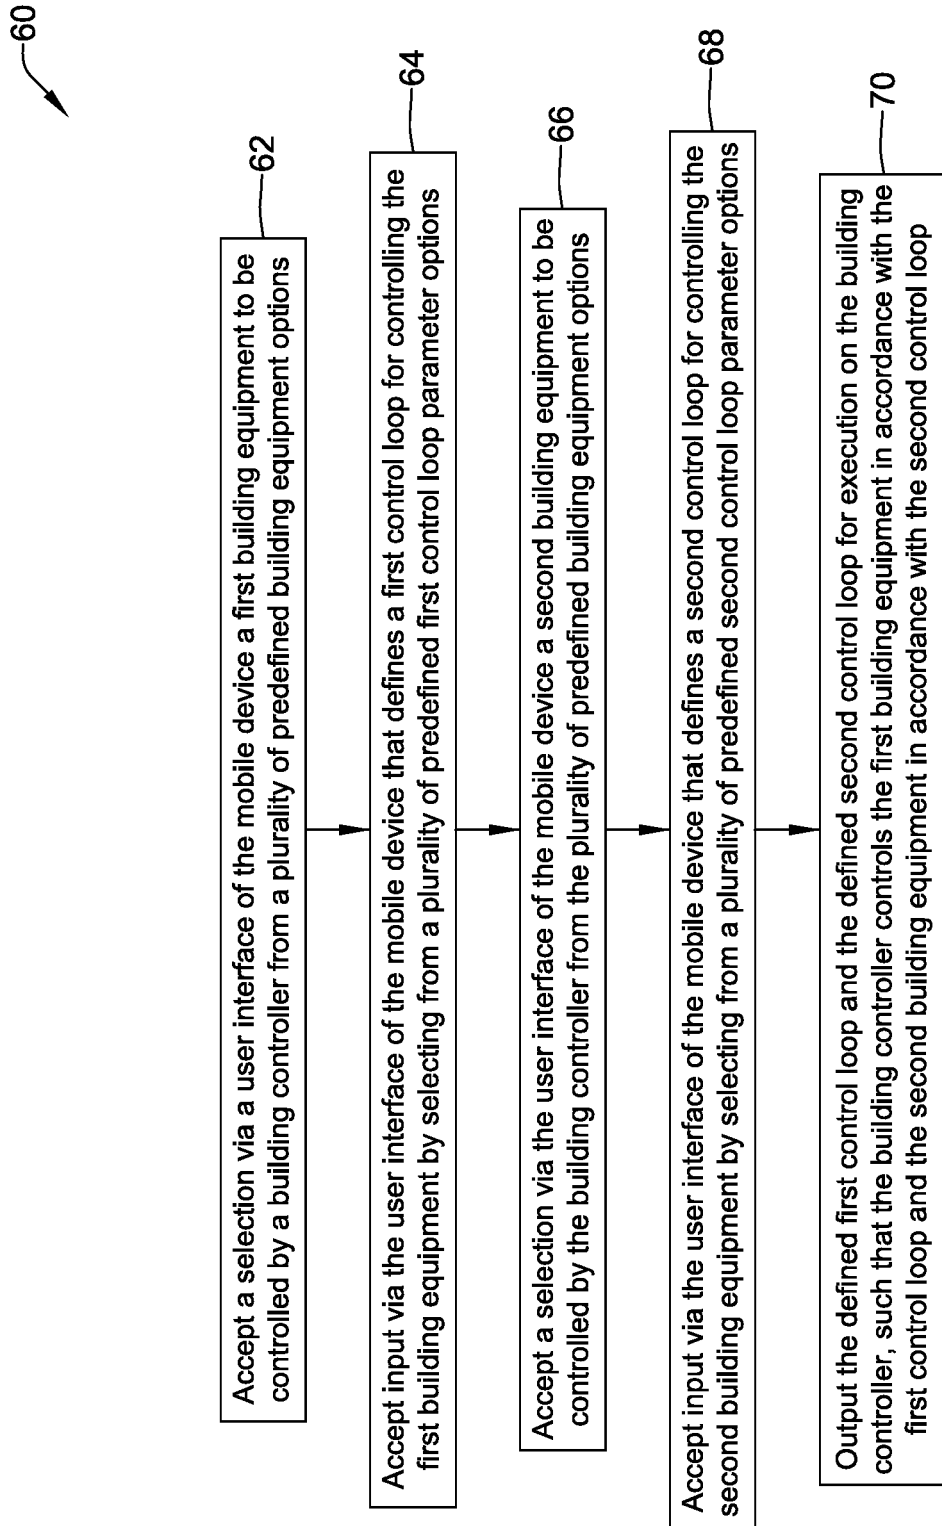 60
62
Accept a selection via a user interface of the mobile device a first building equipment to be
controlled by a building controller from a plurality of predefined building equipment options
64
Accept input via the user interface of the mobile device that defines a first control loop for controlling the
first building equipment by selecting from a plurality of predefined first control loop parameter options
66
Accept a selection via the user interface of the mobile device a second building equipment to be
controlled by the building controller from the plurality of predefined building equipment options
68
Accept input via the user interface of the mobile device that defines a second control loop for controlling the
second building equipment by selecting from a plurality of predefined second control loop parameter options
70
Output the defined first control loop and the defined second control loop for execution on the building
controller, such that the building controller controls the first building equipment in accordance with the
first control loop and the second building equipment in accordance with the second control loop